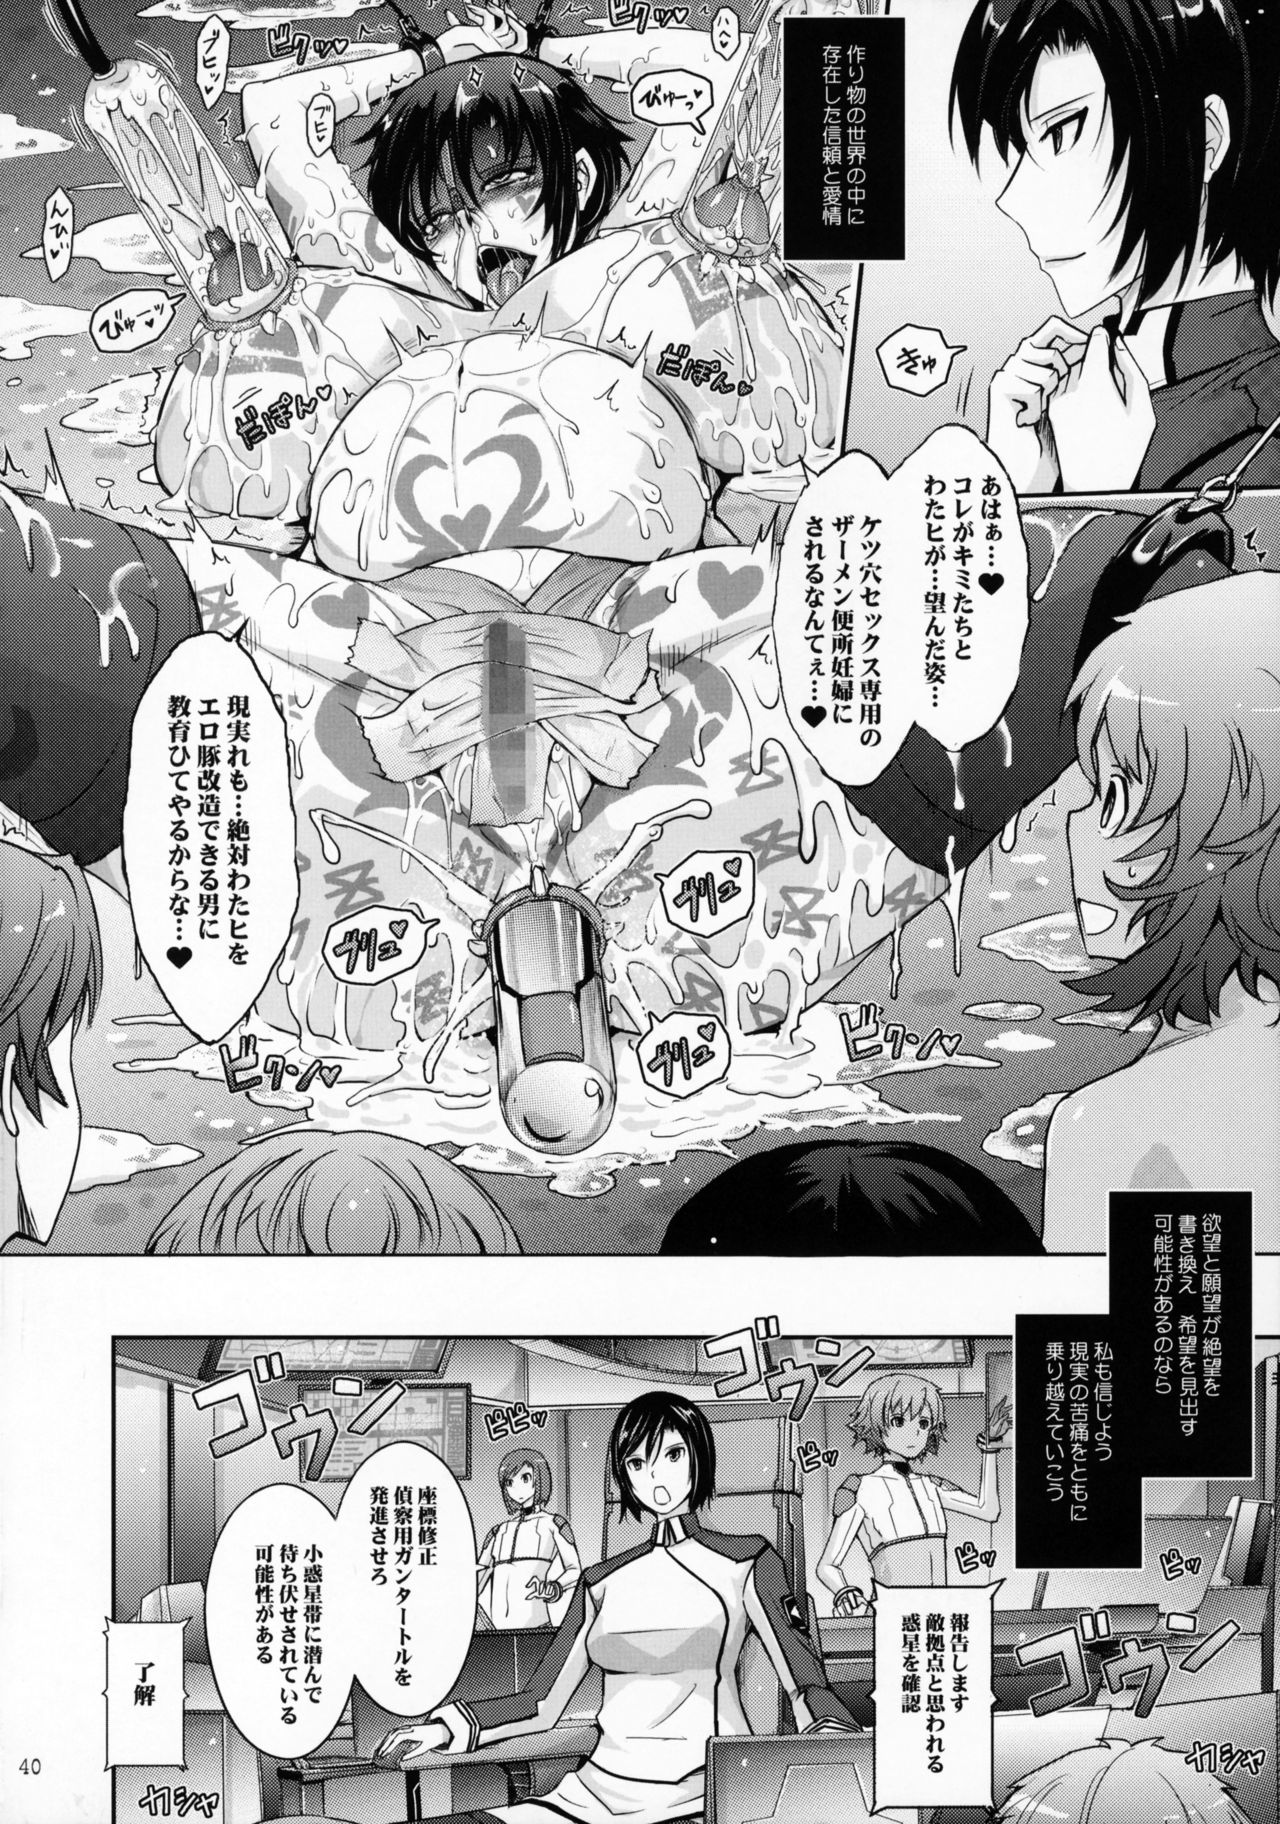 作り物の世界の中に
存在した信頼と愛情
きゅ
ハヘ♥
ビクッ♥
ブヒッ♥
ブヒ♥
びゅーっ
んひぃ♥
びゅーッ♥
だぽん♥
だぽん♥
あはぁ…♥
コレがキミたちと
わたヒが…望んだ姿…
ケツ穴セックス専用の
ザーメン便所妊婦に
されるなんてぇ…♥
現実れも…絶対わたヒを
エロ豚改造できる男に
教育ひてやるからな…♥
ブリュ♥
ブリュ♥
ブリュ♥
ビクンッ♥
ビクンッ♥
欲望と願望が絶望を
書き換え 希望を見出す
可能性があるのなら
私も信じよう
現実の苦痛をともに
乗り越えていこう
ゴウン
ゴウン
ゴウン
ピピッ
ピピッ
ピッ
ピッ
報告します
敵拠点と思われる
惑星を確認
座標修正
偵察用ガンタートルを
発進させろ
小惑星帯に潜んで
待ち伏せされている
可能性がある
了解
カシャ
カシャ
40